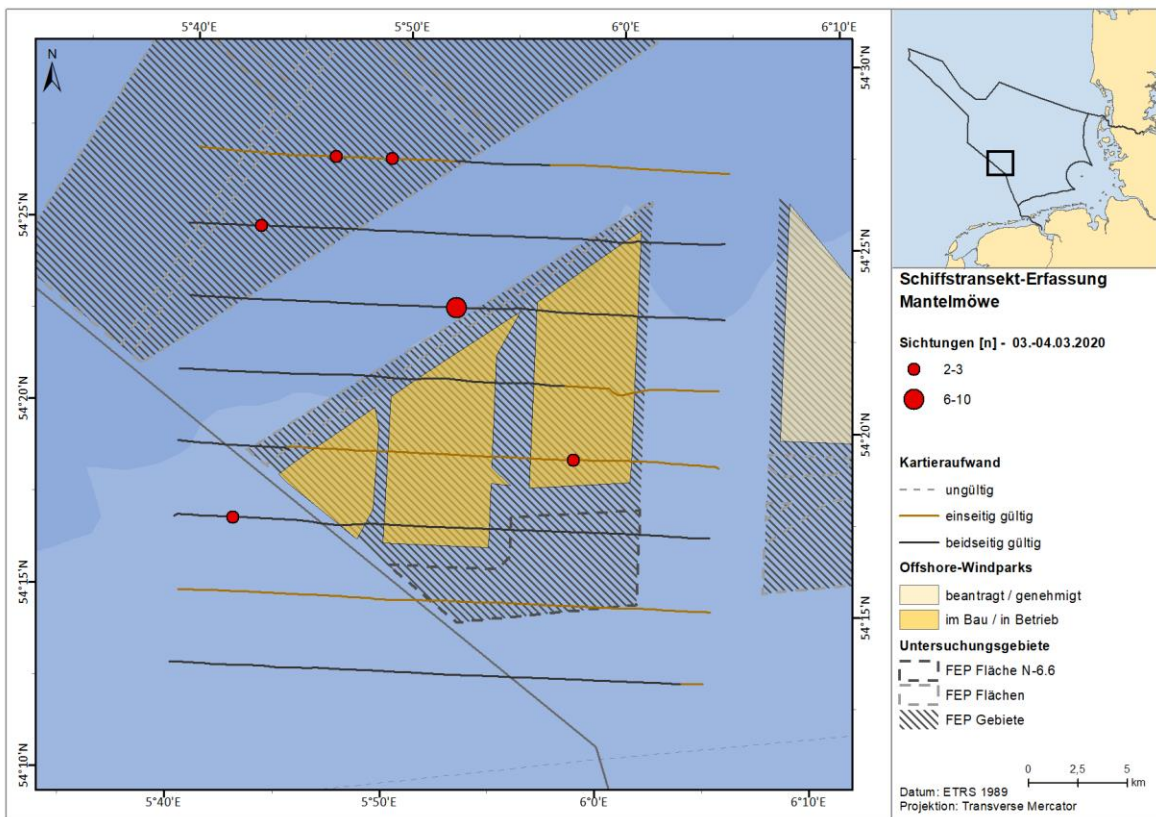 5°40'E 5°50'E 6°0'E 6°10'E
N
54°30'N
54°25'N 54°25'N
54°20'N 54°20'N
54°15'N 54°15'N
54°10'N
5°40'E 5°50'E 6°0'E 6°10'E
Schiffstransekt-Erfassung
Mantelmöwe
Sichtungen [n] - 03.-04.03.2020
2-3
6-10
Kartieraufwand
ungültig
einseitig gültig
beidseitig gültig
Offshore-Windparks
beantragt / genehmigt
im Bau / in Betrieb
Untersuchungsgebiete
FEP Fläche N-6.6
FEP Flächen
FEP Gebiete
0 2,5 5
km
Datum: ETRS 1989
Projektion: Transverse Mercator